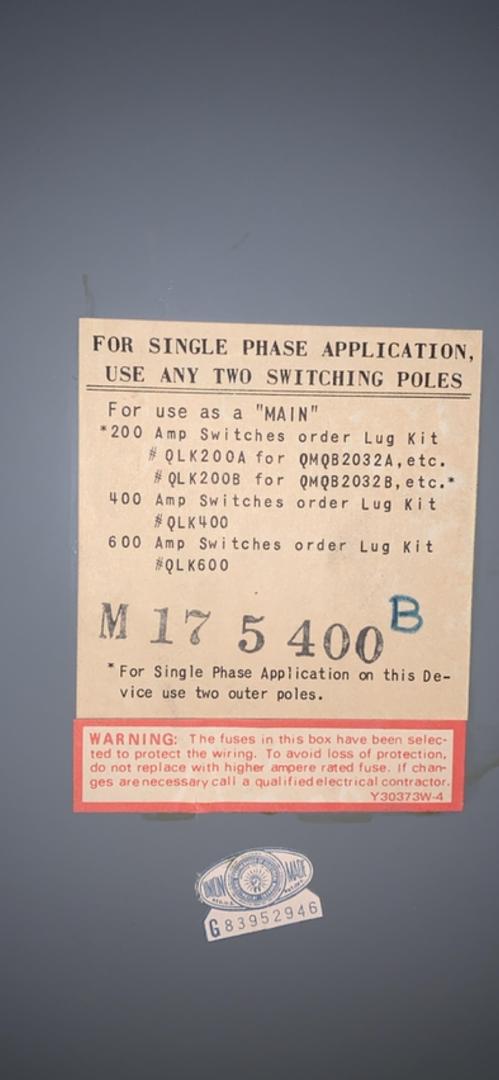 FOR SINGLE PHASE APPLICATION,
USE ANY TWO SWITCHING POLES
For use as a "MAIN"
*200 Amp Switches order Lug Kit
# QLK200A for QMQB2032A,etc.
# QLK200B for QMQB2032B,etc.*
400 Amp Switches order Lug Kit
#QLK400
600 Amp Switches order Lug Kit
#QLK600
M 17 5 400 B
*For Single Phase Application on this De-
vice use two outer poles.
WARNING: The fuses in this box have been selec-
ted to protect the wiring. To avoid loss of protection,
do not replace with higher ampere rated fuse. If chan-
ges are necessary call a qualified electrical contractor.
Y30373W-4
UNION MADE
G83952946